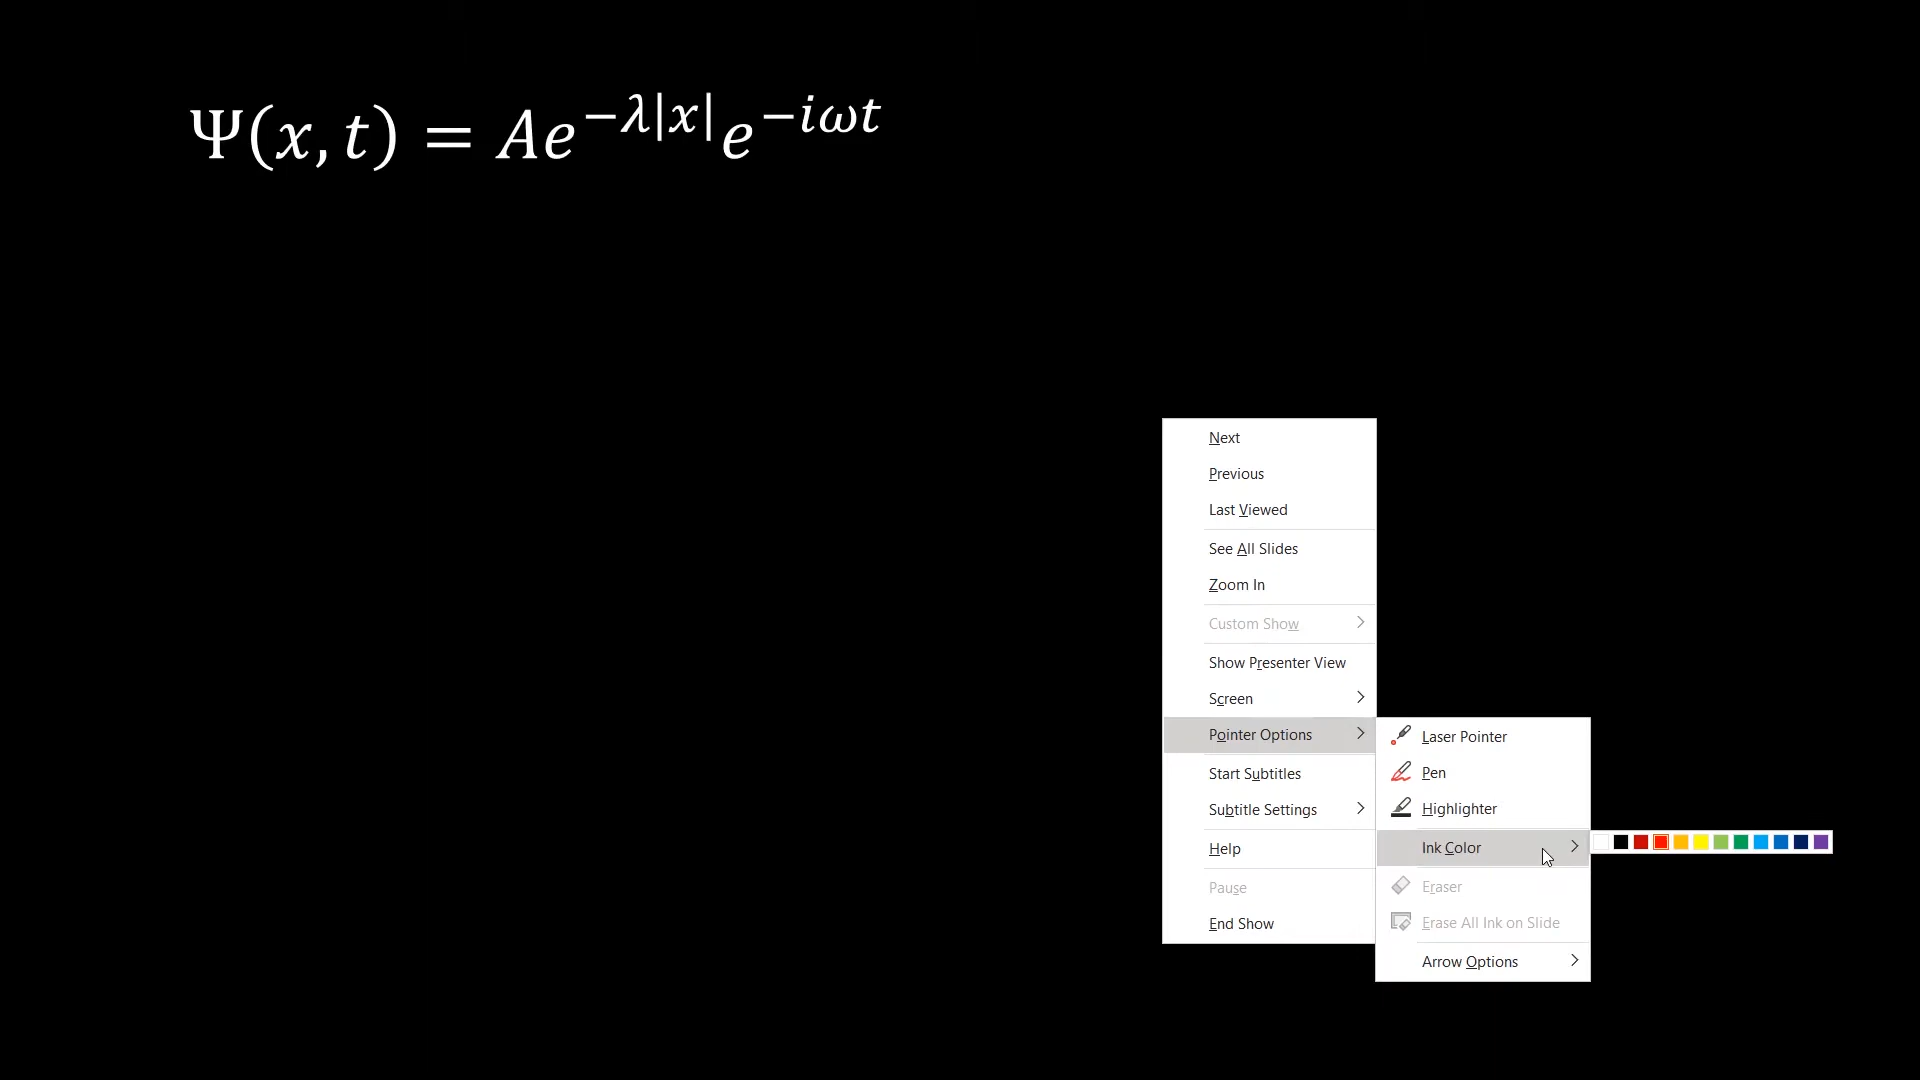 Ψ(x, t) = Ae^{−λ|x|}e^{−iωt}
Next
Previous
Last Viewed
See All Slides
Zoom In
Custom Show
Show Presenter View
Screen
Pointer Options
Start Subtitles
Subtitle Settings
Help
Pause
End Show
Laser Pointer
Pen
Highlighter
Ink Color
Eraser
Erase All Ink on Slide
Arrow Options